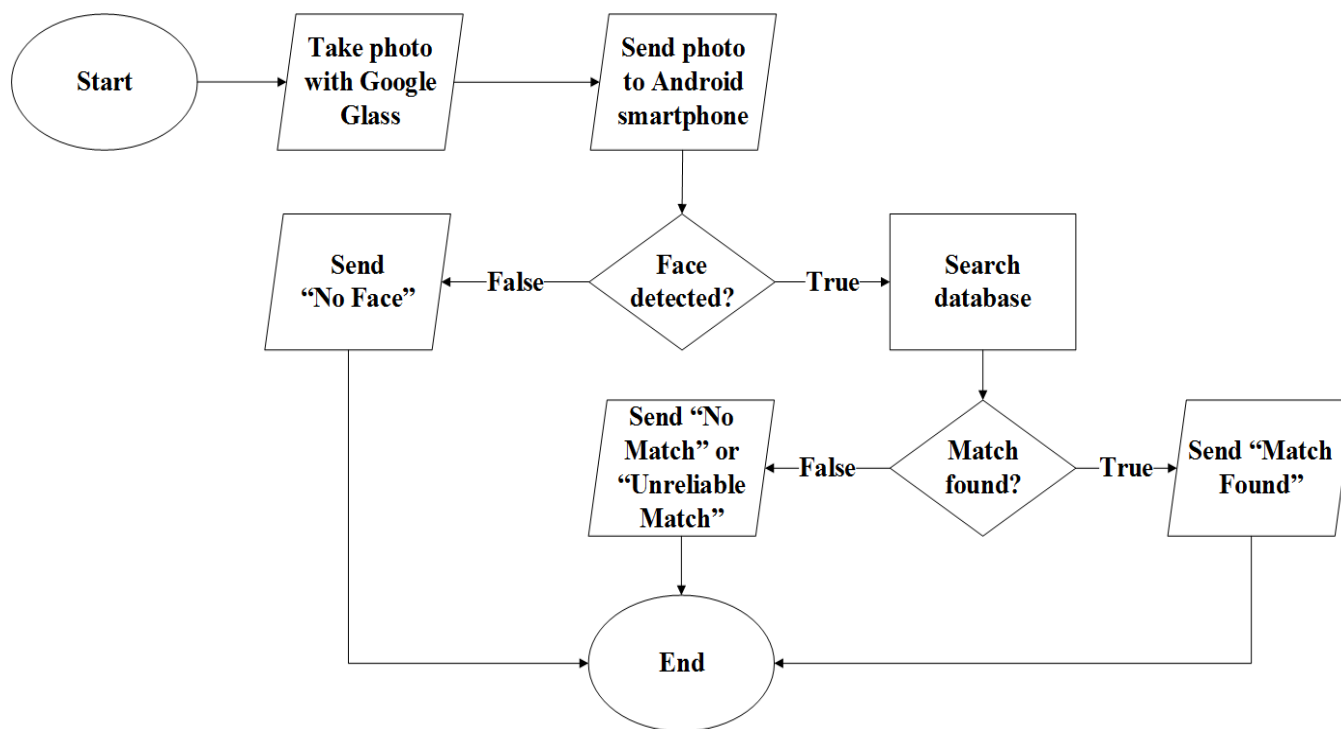 Start
Take photo
with Google
Glass
Send photo
to Android
smartphone
Send
“No Face”
False
Face
detected?
True
Search
database
Send “No
Match” or
“Unreliable
Match”
False
Match
found?
True
Send “Match
Found”
End